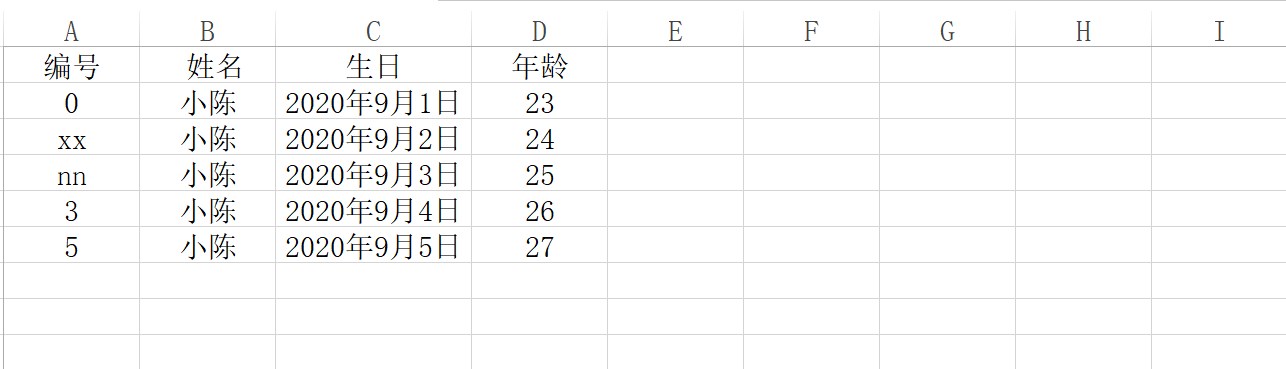 A B C D E F G H I
编号 姓名 生日 年龄
0 小陈 2020年9月1日 23
xx 小陈 2020年9月2日 24
nn 小陈 2020年9月3日 25
3 小陈 2020年9月4日 26
5 小陈 2020年9月5日 27